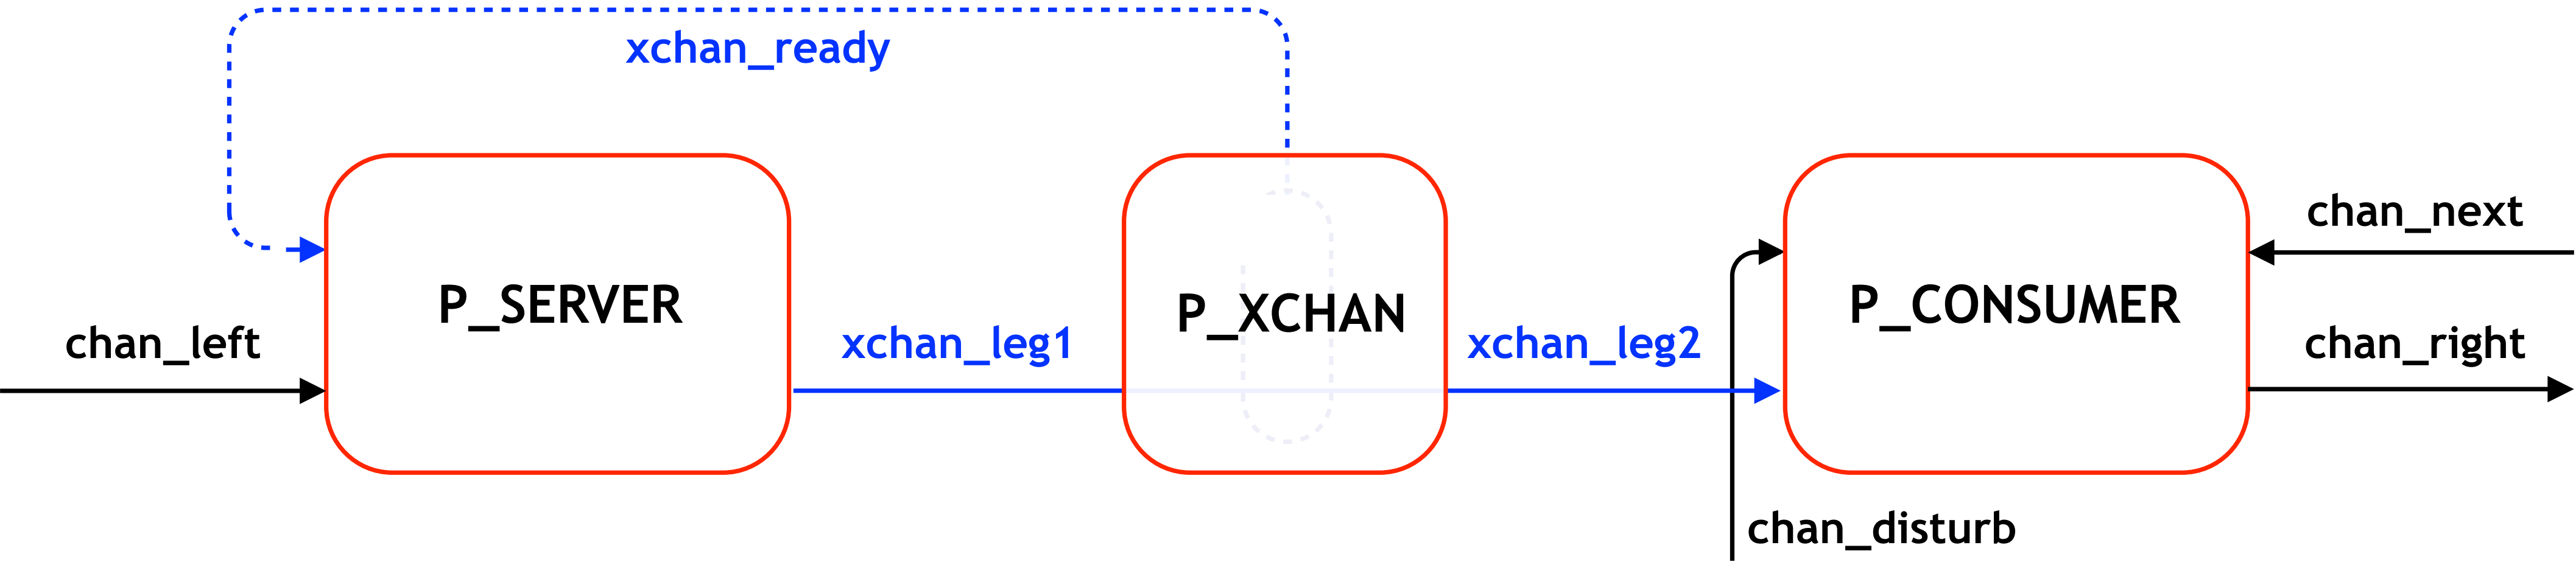 xchan_ready
chan_next
P_SERVER
P_XCHAN
P_CONSUMER
chan_left
xchan_leg1
xchan_leg2
chan_right
chan_disturb